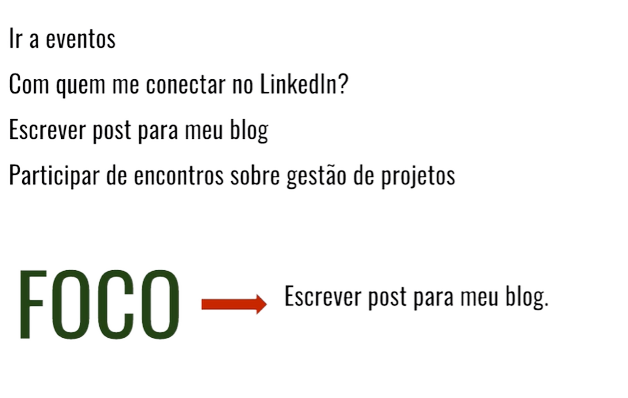 Ir a eventos
Com quem me conectar no LinkedIn?
Escrever post para meu blog
Participar de encontros sobre gestão de projetos
FOCO
Escrever post para meu blog.